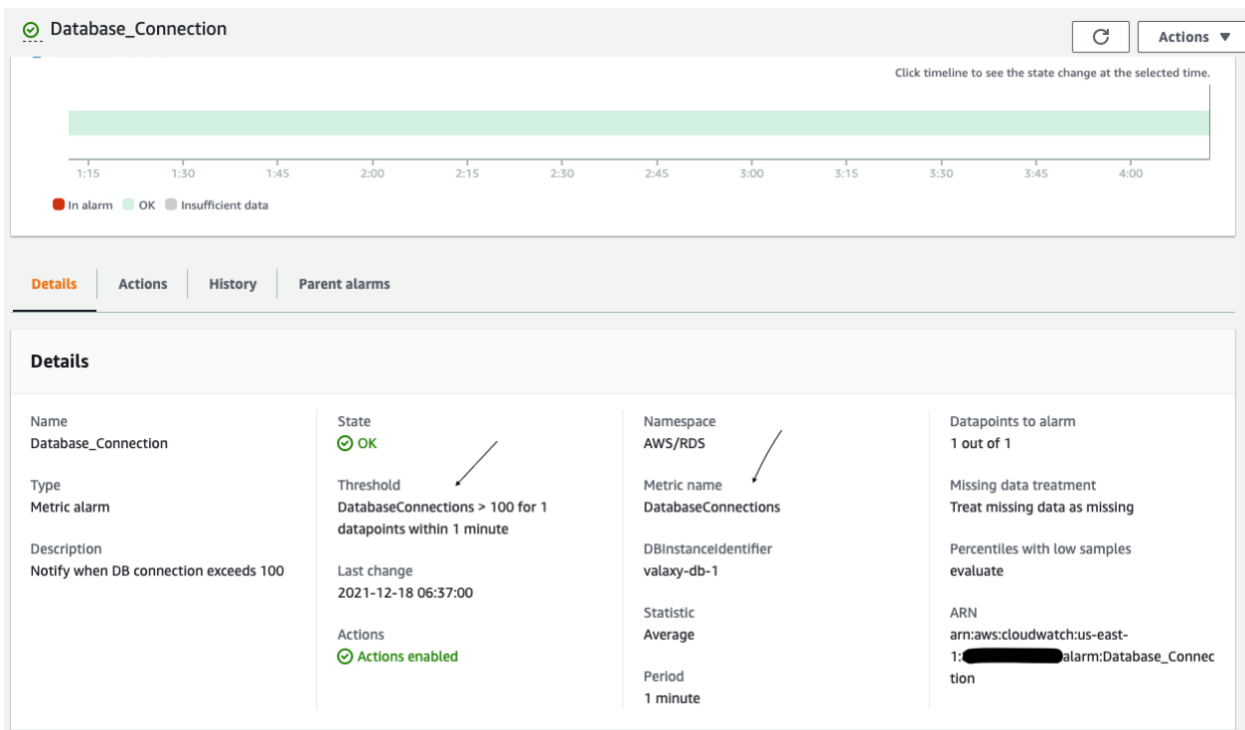 Database_Connection
Actions
Click timeline to see the state change at the selected time.
1:15 1:30 1:45 2:00 2:15 2:30 2:45 3:00 3:15 3:30 3:45 4:00
In alarm OK Insufficient data
Details Actions History Parent alarms
Details
Name
Database_Connection
Type
Metric alarm
Description
Notify when DB connection exceeds 100
State
OK
Threshold
DatabaseConnections > 100 for 1
datapoints within 1 minute
Last change
2021-12-18 06:37:00
Actions
Actions enabled
Namespace
AWS/RDS
Metric name
DatabaseConnections
DBInstanceIdentifier
valaxy-db-1
Statistic
Average
Period
1 minute
Datapoints to alarm
1 out of 1
Missing data treatment
Treat missing data as missing
Percentiles with low samples
evaluate
ARN
arn:aws:cloudwatch:us-east-
1: alarm:Database_Connec
tion